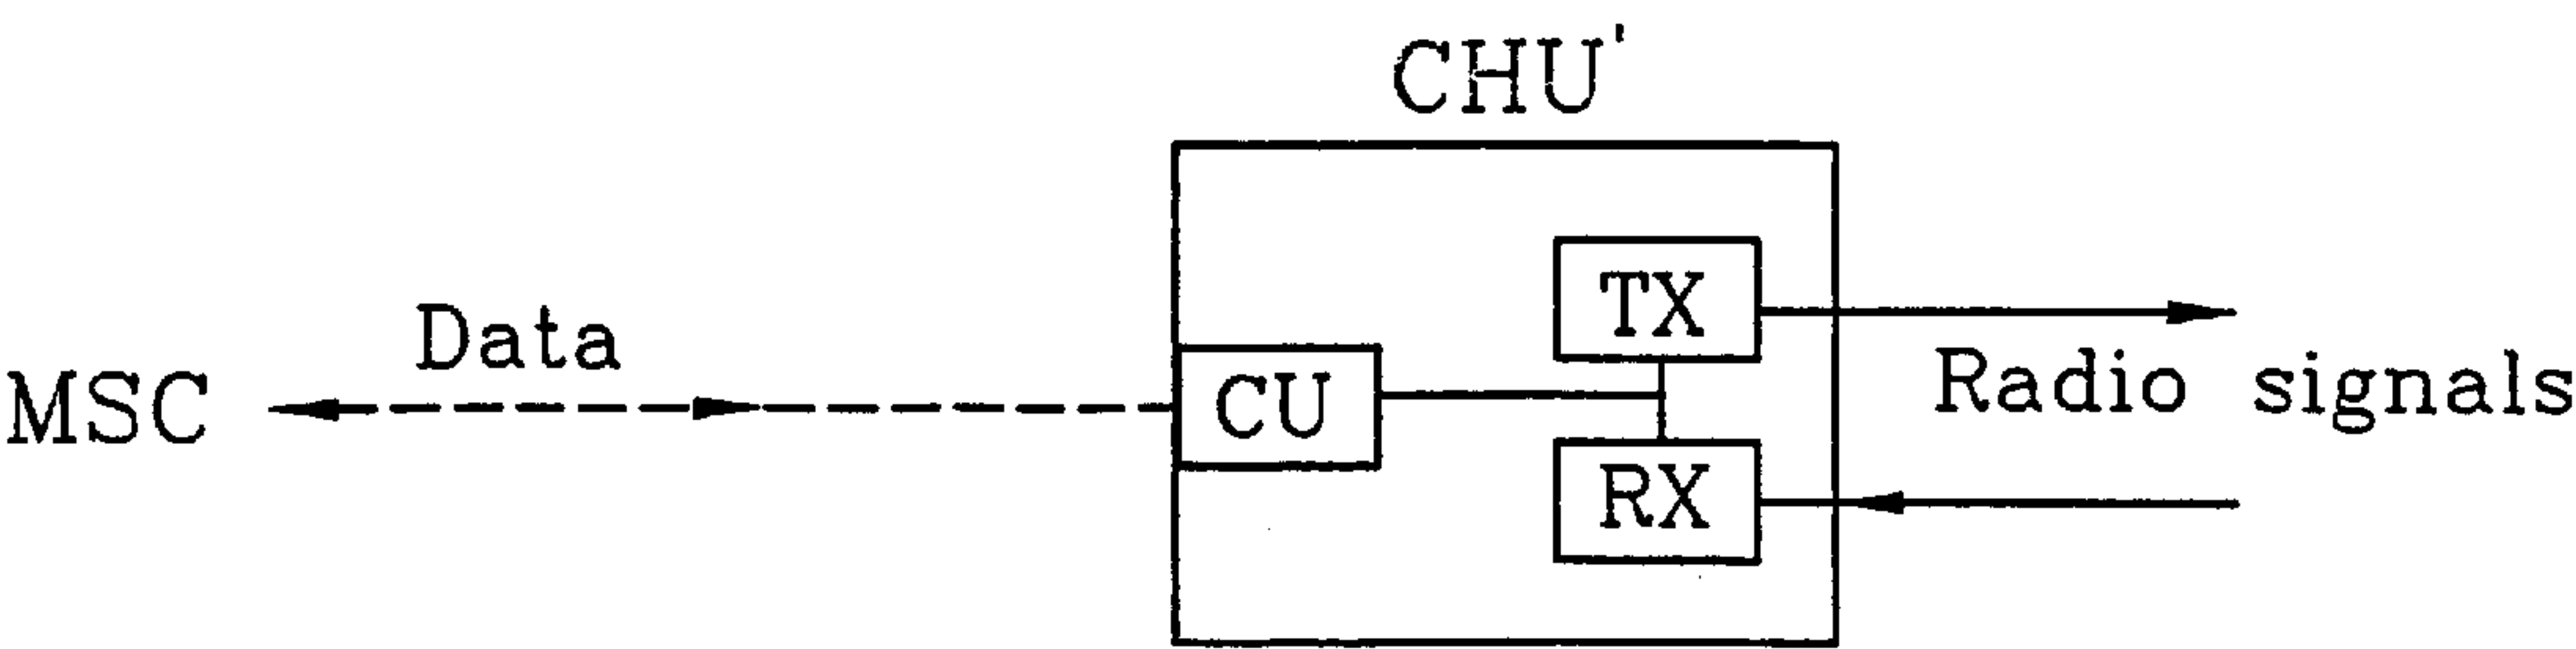 CHU'
TX
Data
Radio signals
MSC
CU
RX